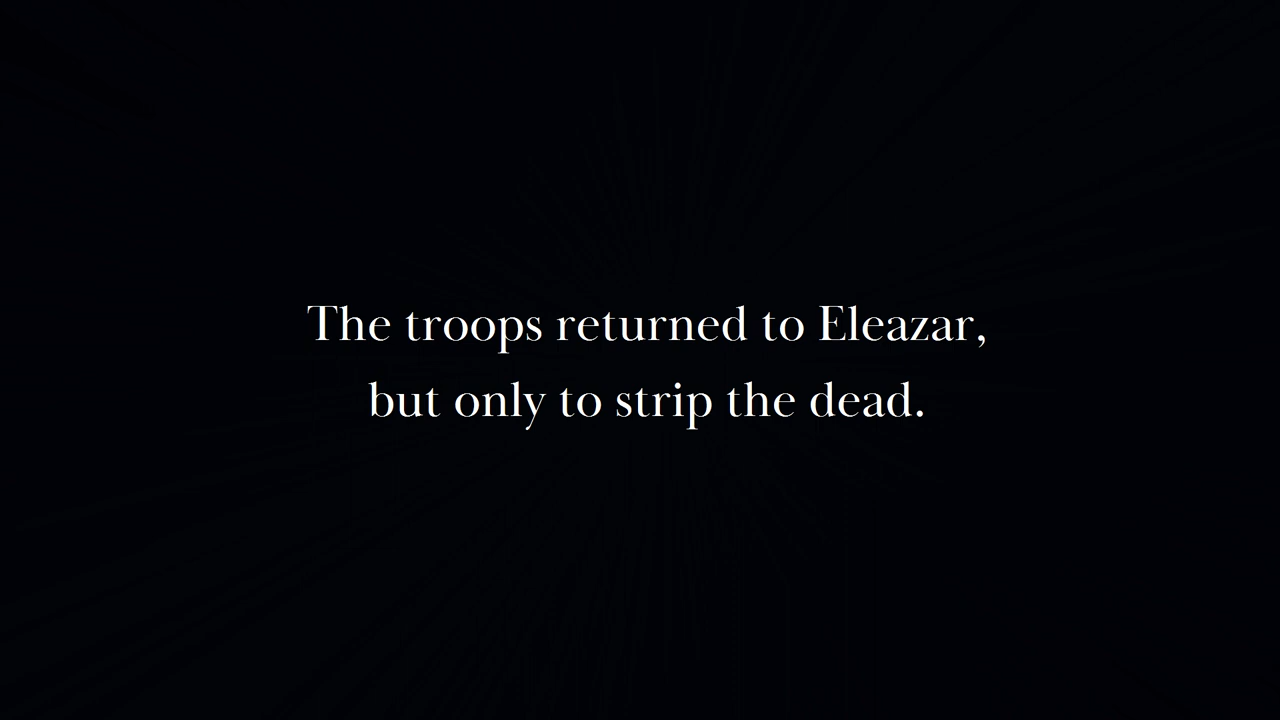 The troops returned to Eleazar,
but only to strip the dead.